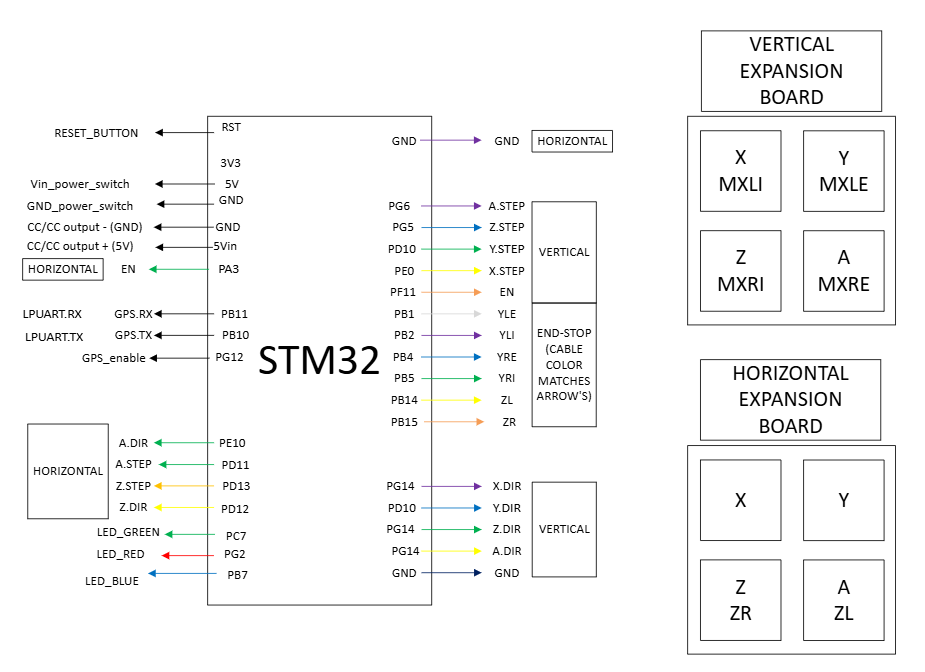 VERTICAL
EXPANSION
BOARD
X
MXLI
Y
MXLE
Z
MXRI
A
MXRE
HORIZONTAL
EXPANSION
BOARD
X
Y
Z
ZR
A
ZL
STM32
RESET_BUTTON RST
3V3
Vin_power_switch 5V
GND_power_switch GND
CC/CC output - (GND) GND
CC/CC output + (5V) 5Vin
HORIZONTAL EN PA3
LPUART.RX GPS.RX PB11
LPUART.TX GPS.TX PB10
GPS_enable PG12
HORIZONTAL
A.DIR PE10
A.STEP PD11
Z.STEP PD13
Z.DIR PD12
LED_GREEN PC7
LED_RED PG2
LED_BLUE PB7
GND GND HORIZONTAL
PG6 A.STEP
PG5 Z.STEP
PD10 Y.STEP
PE0 X.STEP
PF11 EN
VERTICAL
PB1 YLE
PB2 YLI
PB4 YRE
PB5 YRI
PB14 ZL
PB15 ZR
END-STOP
(CABLE
COLOR
MATCHES
ARROW'S)
PG14 X.DIR
PD10 Y.DIR
PG14 Z.DIR
PG14 A.DIR
GND GND
VERTICAL